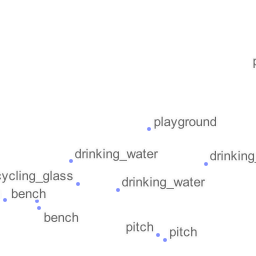 playground
drinking_water
drinking_
cycling_glass
drinking_water
bench
bench
pitch
pitch